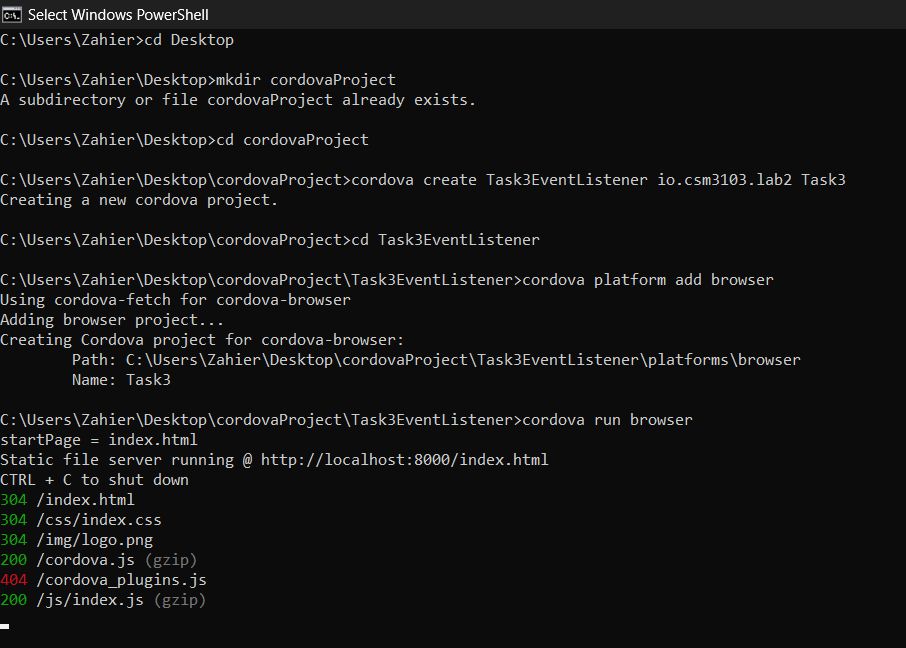 Select Windows PowerShell
C:\Users\Zahier>cd Desktop
C:\Users\Zahier\Desktop>mkdir cordovaProject
A subdirectory or file cordovaProject already exists.
C:\Users\Zahier\Desktop>cd cordovaProject
C:\Users\Zahier\Desktop\cordovaProject>cordova create Task3EventListener io.csm3103.lab2 Task3
Creating a new cordova project.
C:\Users\Zahier\Desktop\cordovaProject>cd Task3EventListener
C:\Users\Zahier\Desktop\cordovaProject\Task3EventListener>cordova platform add browser
Using cordova-fetch for cordova-browser
Adding browser project...
Creating Cordova project for cordova-browser:
Path: C:\Users\Zahier\Desktop\cordovaProject\Task3EventListener\platforms\browser
Name: Task3
C:\Users\Zahier\Desktop\cordovaProject\Task3EventListener>cordova run browser
startPage = index.html
Static file server running @ http://localhost:8000/index.html
CTRL + C to shut down
304 /index.html
304 /css/index.css
304 /img/logo.png
200 /cordova.js (gzip)
404 /cordova_plugins.js
200 /js/index.js (gzip)